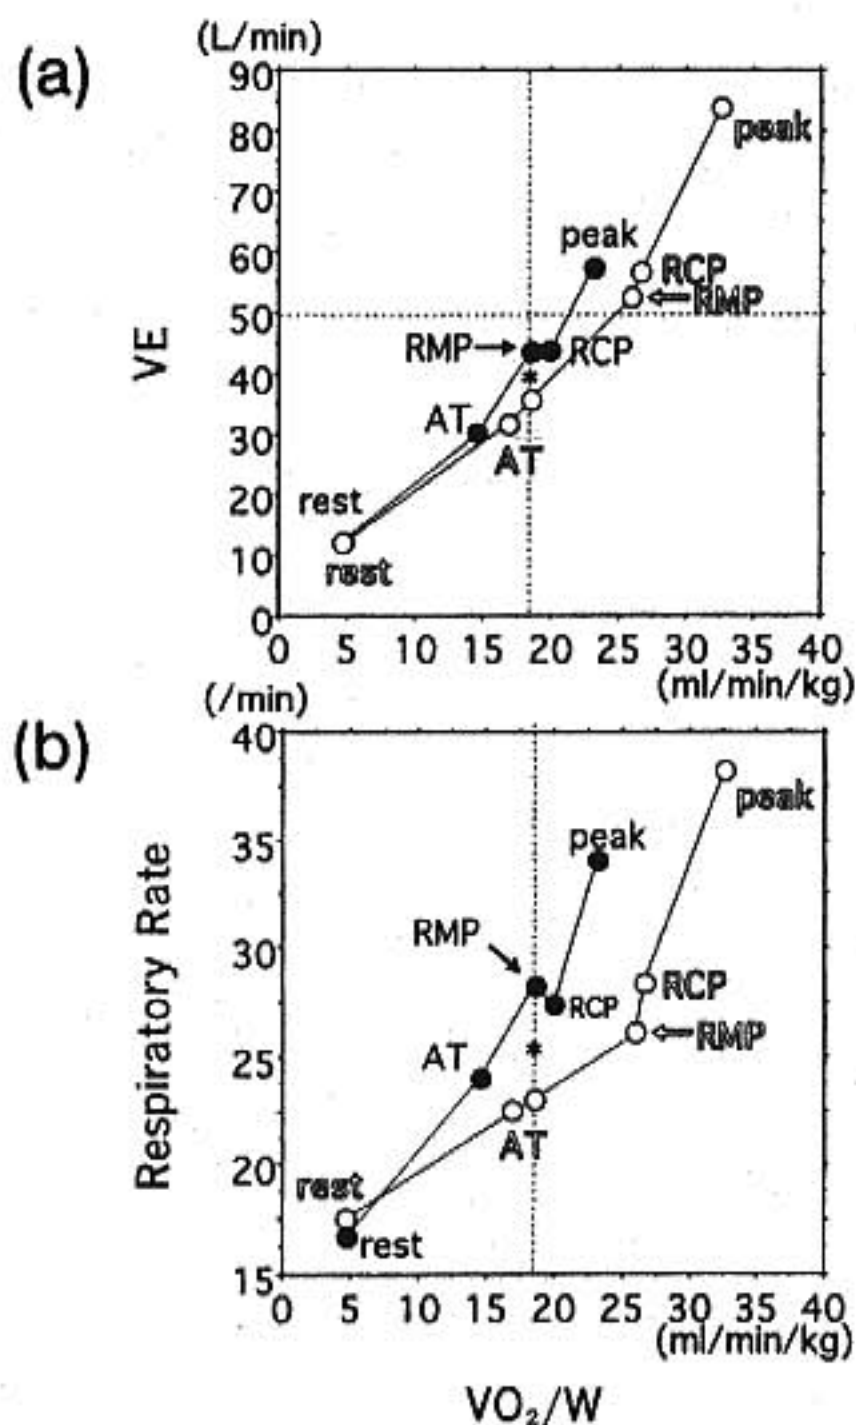 (a)
(L/min)
90
80
70
60
50
40
30
20
10
0
VE
peak
peak
RCP
RMP
RMP
RCP
*
AT
AT
rest
rest
0 5 10 15 20 25 30 35 40
(ml/min/kg)
(b)
(/min)
40
35
30
25
20
15
Respiratory Rate
peak
peak
RMP
RCP
RCP
RMP
*
AT
AT
rest
rest
0 5 10 15 20 25 30 35 40
(ml/min/kg)
VO₂/W